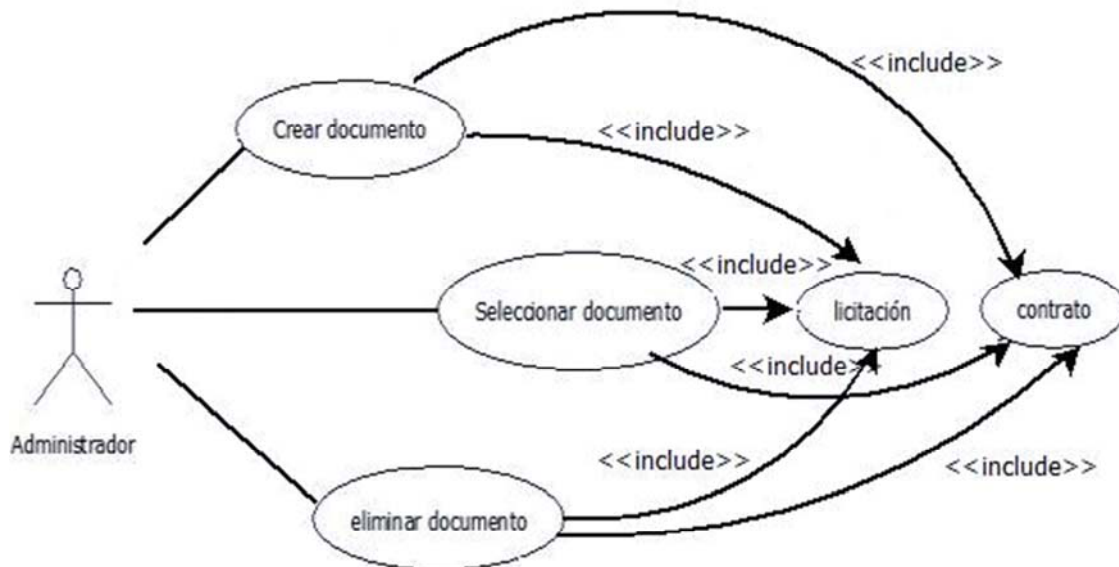 <<include>>
Crear documento
<<include>>
<<include>>
Seleccionar documento
licitación
contrato
<<include>>
Administrador
<<include>>
<<include>>
eliminar documento